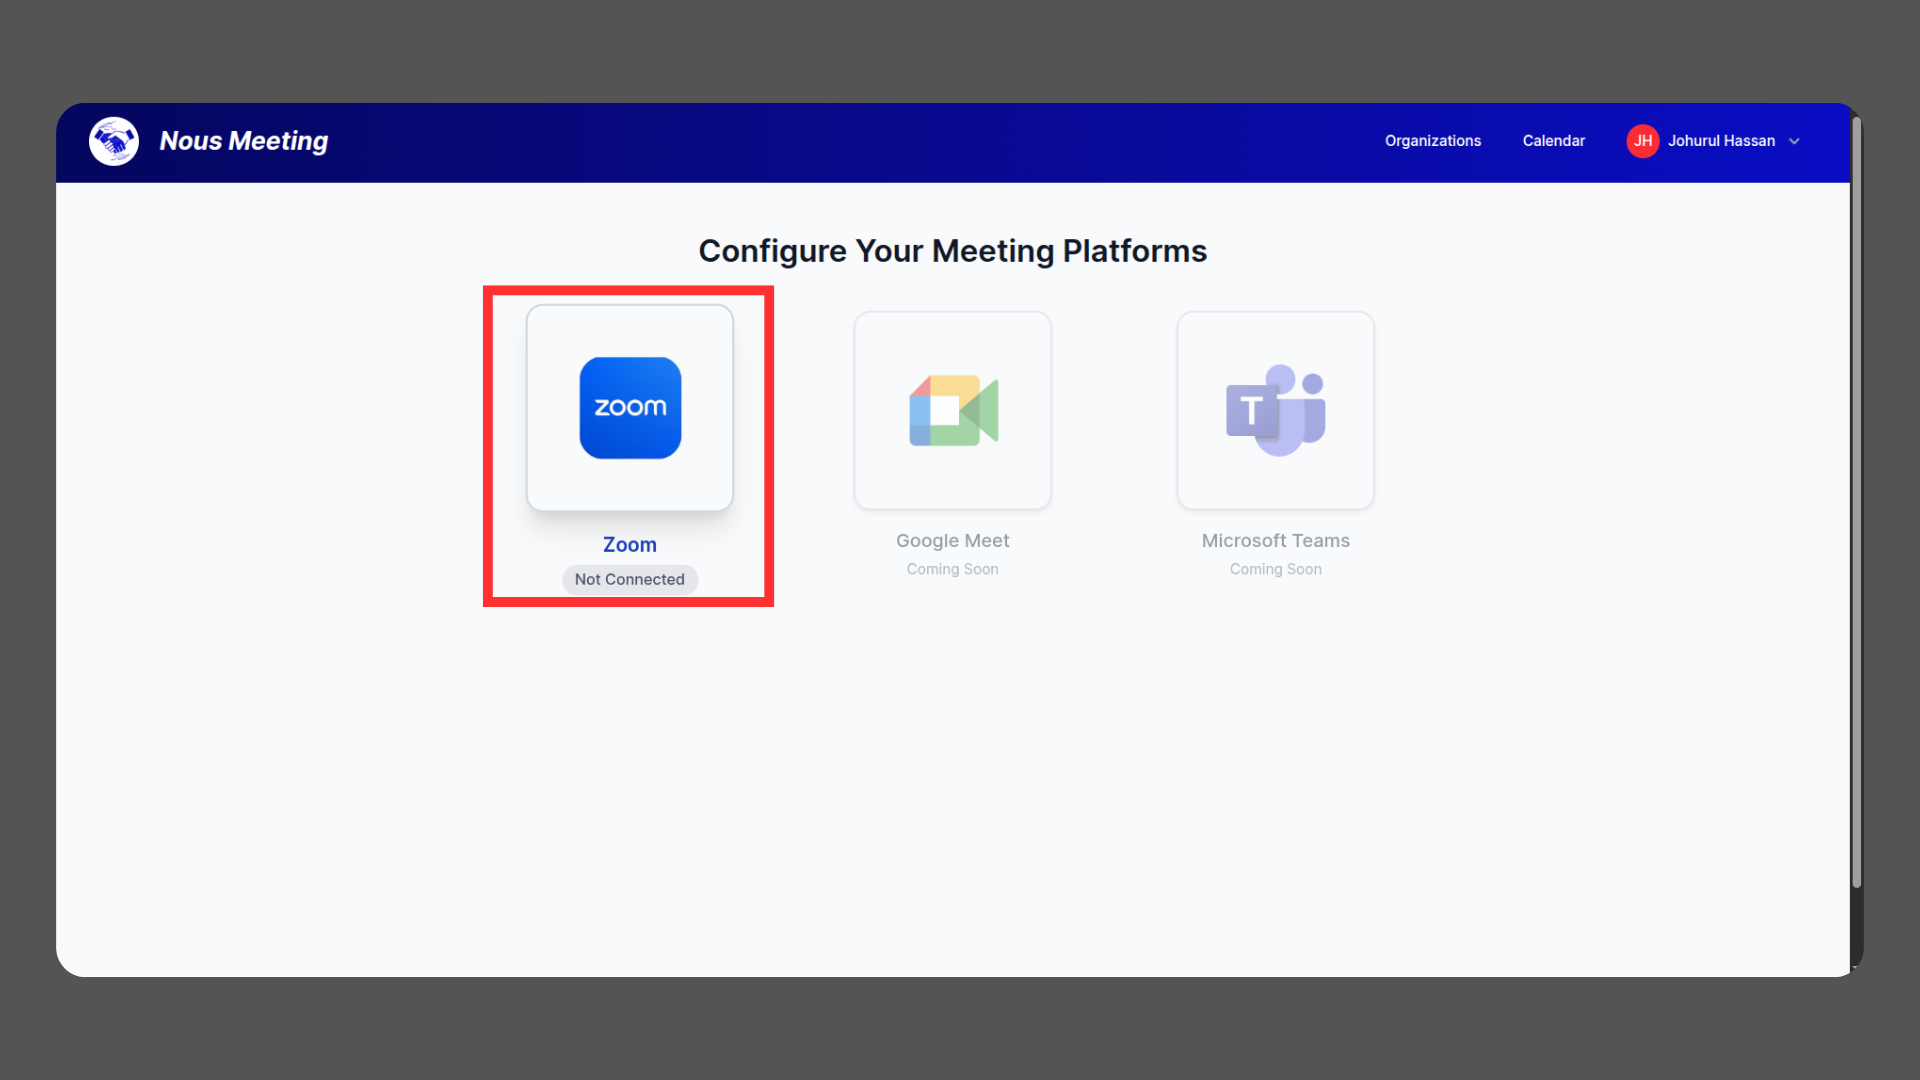 Nous Meeting
Organizations
Calendar
JH
Johurul Hassan
Configure Your Meeting Platforms
zoom
T
Zoom
Google Meet
Microsoft Teams
Not Connected
Coming Soon
Coming Soon